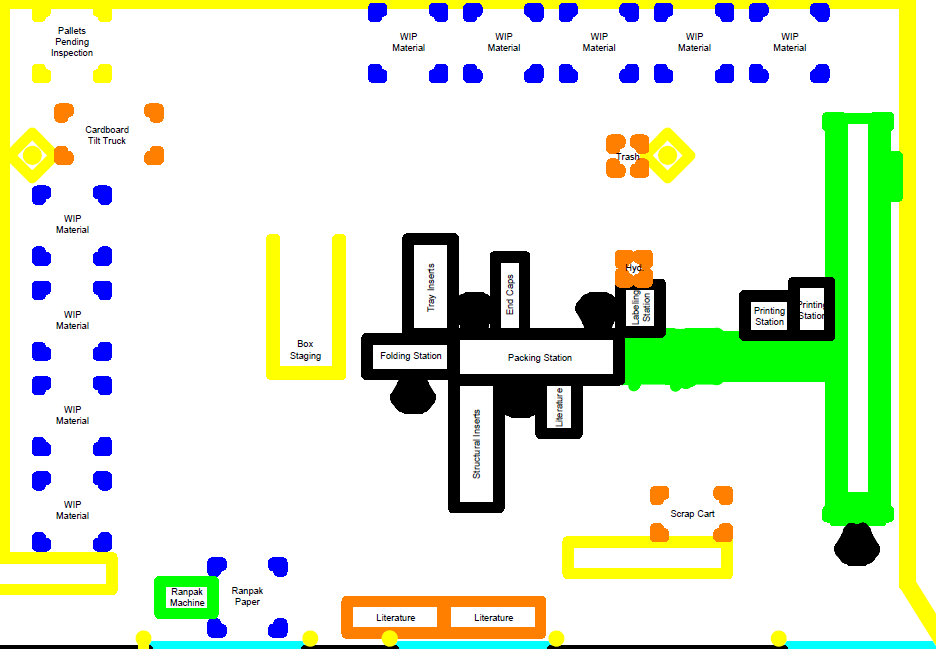 Pallets
Pending
Inspection
WIP
Material
WIP
Material
WIP
Material
WIP
Material
WIP
Material
Cardboard
Tilt Truck
Trash
WIP
Material
Tray Inserts
End Caps
Hyd.
Labeling
Station
Printing
Station
Printing
Station
WIP
Material
Box
Staging
Folding Station
Packing Station
WIP
Material
Structural Inserts
Literature
WIP
Material
Scrap Cart
Ranpak
Machine
Ranpak
Paper
Literature
Literature